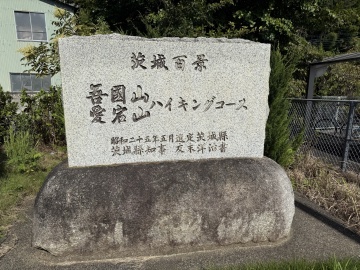 茨城百景
吾國山
愛宕山
ハイキングコース
昭和二十五年五月選定茨城縣
茨城縣知事 友末洋治書